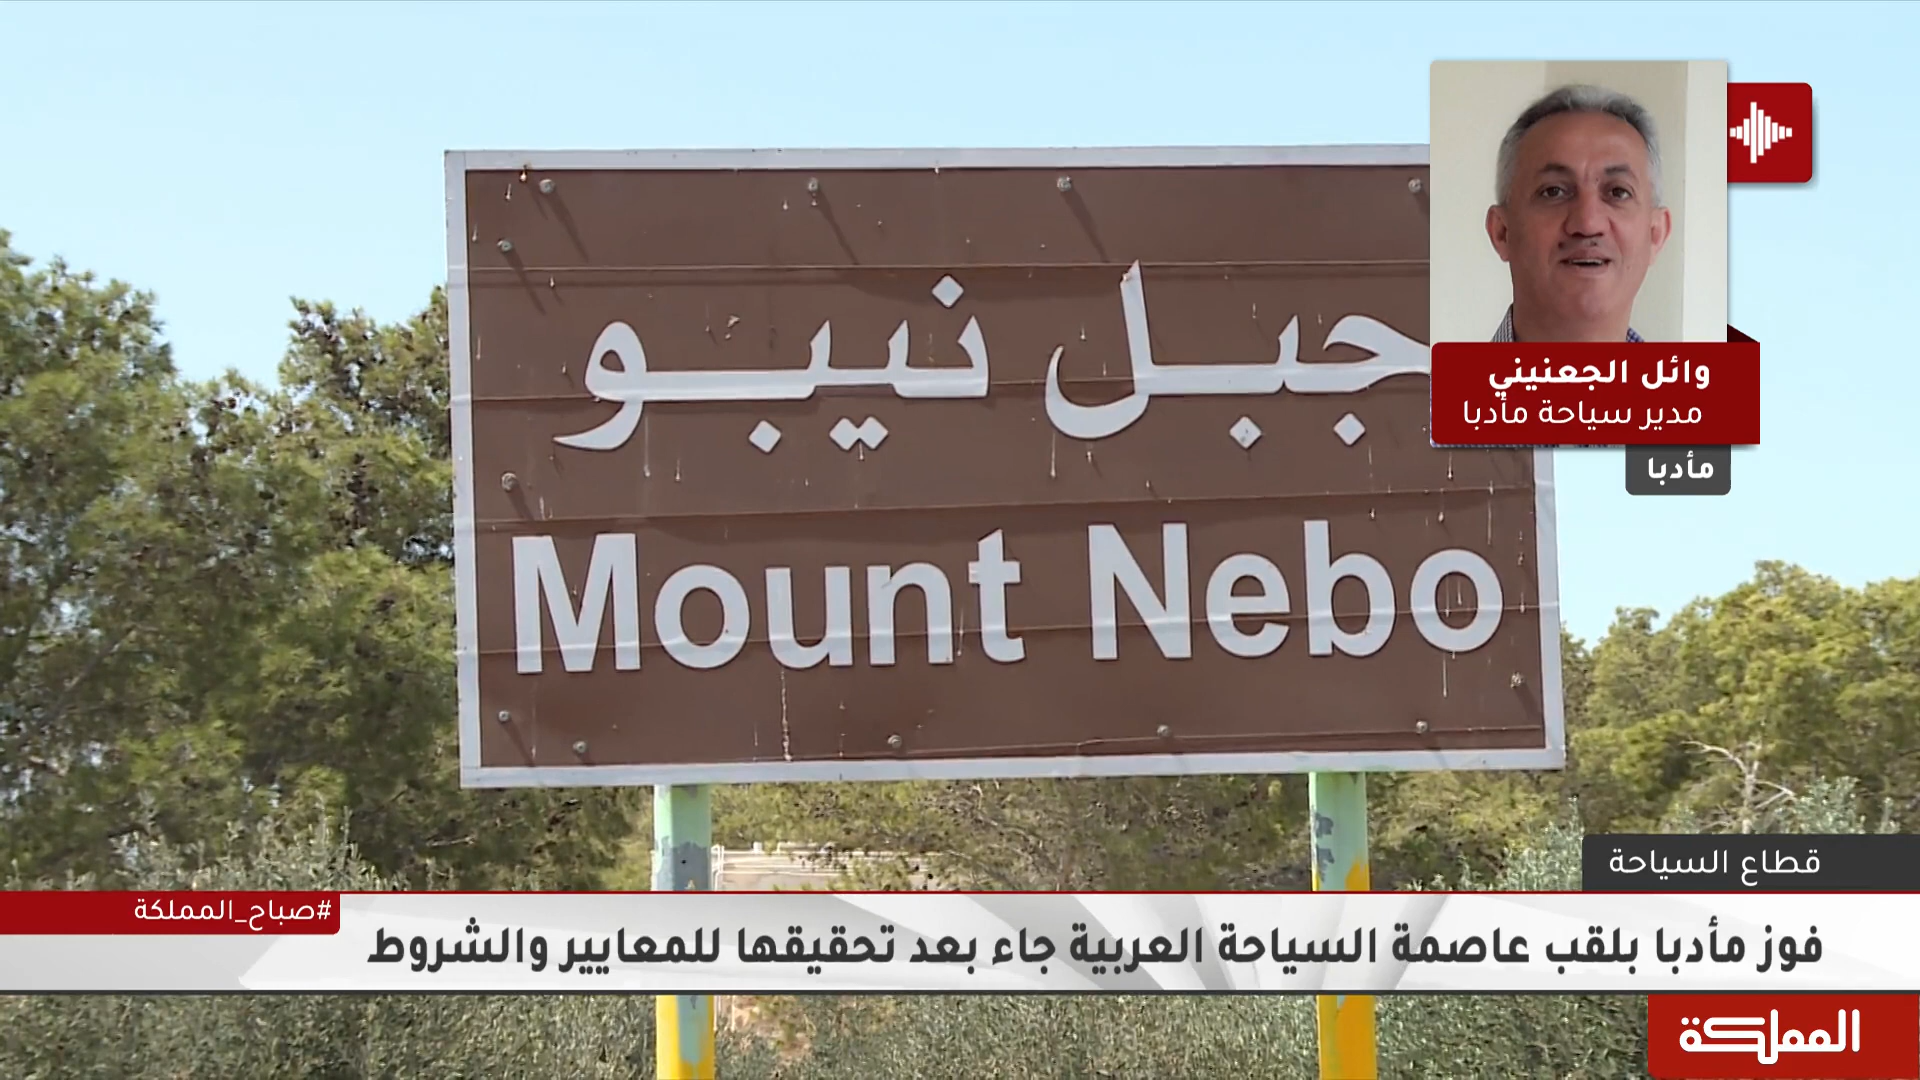 جبل نيبو
Mount Nebo
وائل الجعنيني
مدير سياحة مأدبا
مأدبا
قطاع السياحة
#صباح_المملكة
فوز مأدبا بلقب عاصمة السياحة العربية جاء بعد تحقيقها للمعايير والشروط
المملكة